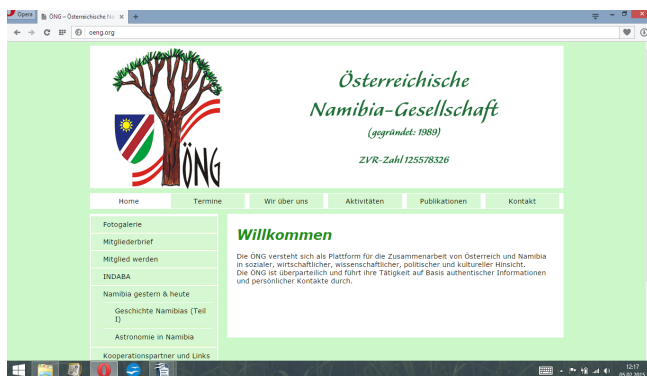 Opera
ÖNG – Österreichische Na
oeng.org
Österreichische
Namibia-Gesellschaft
(gegründet: 1989)
ZVR-Zahl 125578326
ÖNG
Home
Termine
Wir über uns
Aktivitäten
Publikationen
Kontakt
Fotogalerie
Mitgliederbrief
Mitglied werden
INDABA
Namibia gestern & heute
Geschichte Namibias (Teil
I)
Astronomie in Namibia
Kooperationspartner und Links
Willkommen
Die ÖNG versteht sich als Plattform für die Zusammenarbeit von Österreich und Namibia
in sozialer, wirtschaftlicher, wissenschaftlicher, politischer und kultureller Hinsicht.
Die ÖNG ist überparteilich und führt ihre Tätigkeit auf Basis authentischer Informationen
und persönlicher Kontakte durch.
12:17
05.02.2015